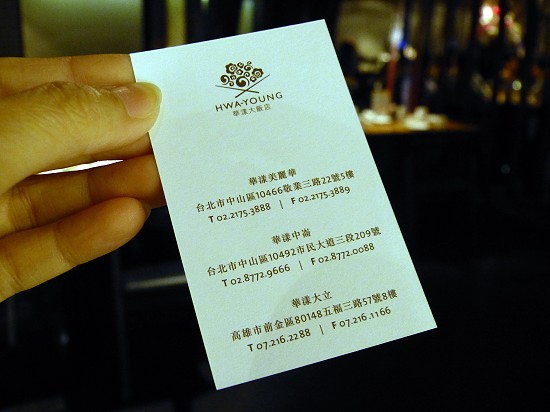 HWA-YOUNG
華漾大飯店
華漾美麗華
台北市中山區10466敬業三路22號5樓
T 02.2175.3888 | F 02.2175.3889
華漾中崙
台北市中山區10492市民大道三段209號
T 02.8772.9666 | F 02.8772.0088
華漾大立
高雄市前金區80148五福三路57號8樓
T 07.216.2288 | F 07.216.1166